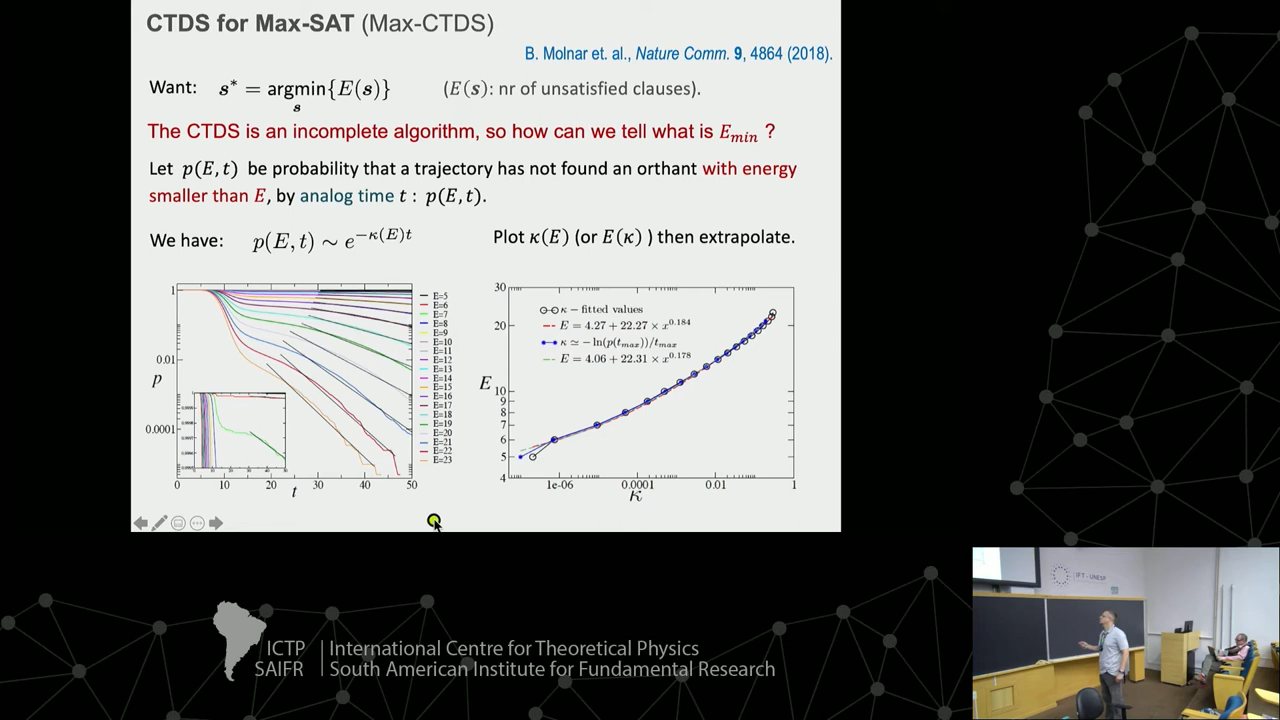 CTDS for Max-SAT (Max-CTDS)
B. Molnar et. al., Nature Comm. 9, 4864 (2018).
Want: s* = argmin{E(s)} (E(s): nr of unsatisfied clauses).
s
The CTDS is an incomplete algorithm, so how can we tell what is E_min ?
Let p(E,t) be probability that a trajectory has not found an orthant with energy
smaller than E, by analog time t : p(E,t).
We have: p(E,t) ~ e^{-κ(E)t} Plot κ(E) (or E(κ) ) then extrapolate.
1
0.01
p
0.0001
0 10 20 30 40 50
t
E=5
E=6
E=7
E=8
E=9
E=10
E=11
E=12
E=13
E=14
E=15
E=16
E=17
E=18
E=19
E=20
E=21
E=22
E=23
30
20
10
9
8
7
6
5
4
E
κ – fitted values
E = 4.27 + 22.27 × x^0.184
κ ≃ −ln(p(t_max))/t_max
E = 4.06 + 22.31 × x^0.178
1e-06 0.0001 0.01 1
κ
IFT - UNESP
ICTP | International Centre for Theoretical Physics
SAIFR | South American Institute for Fundamental Research